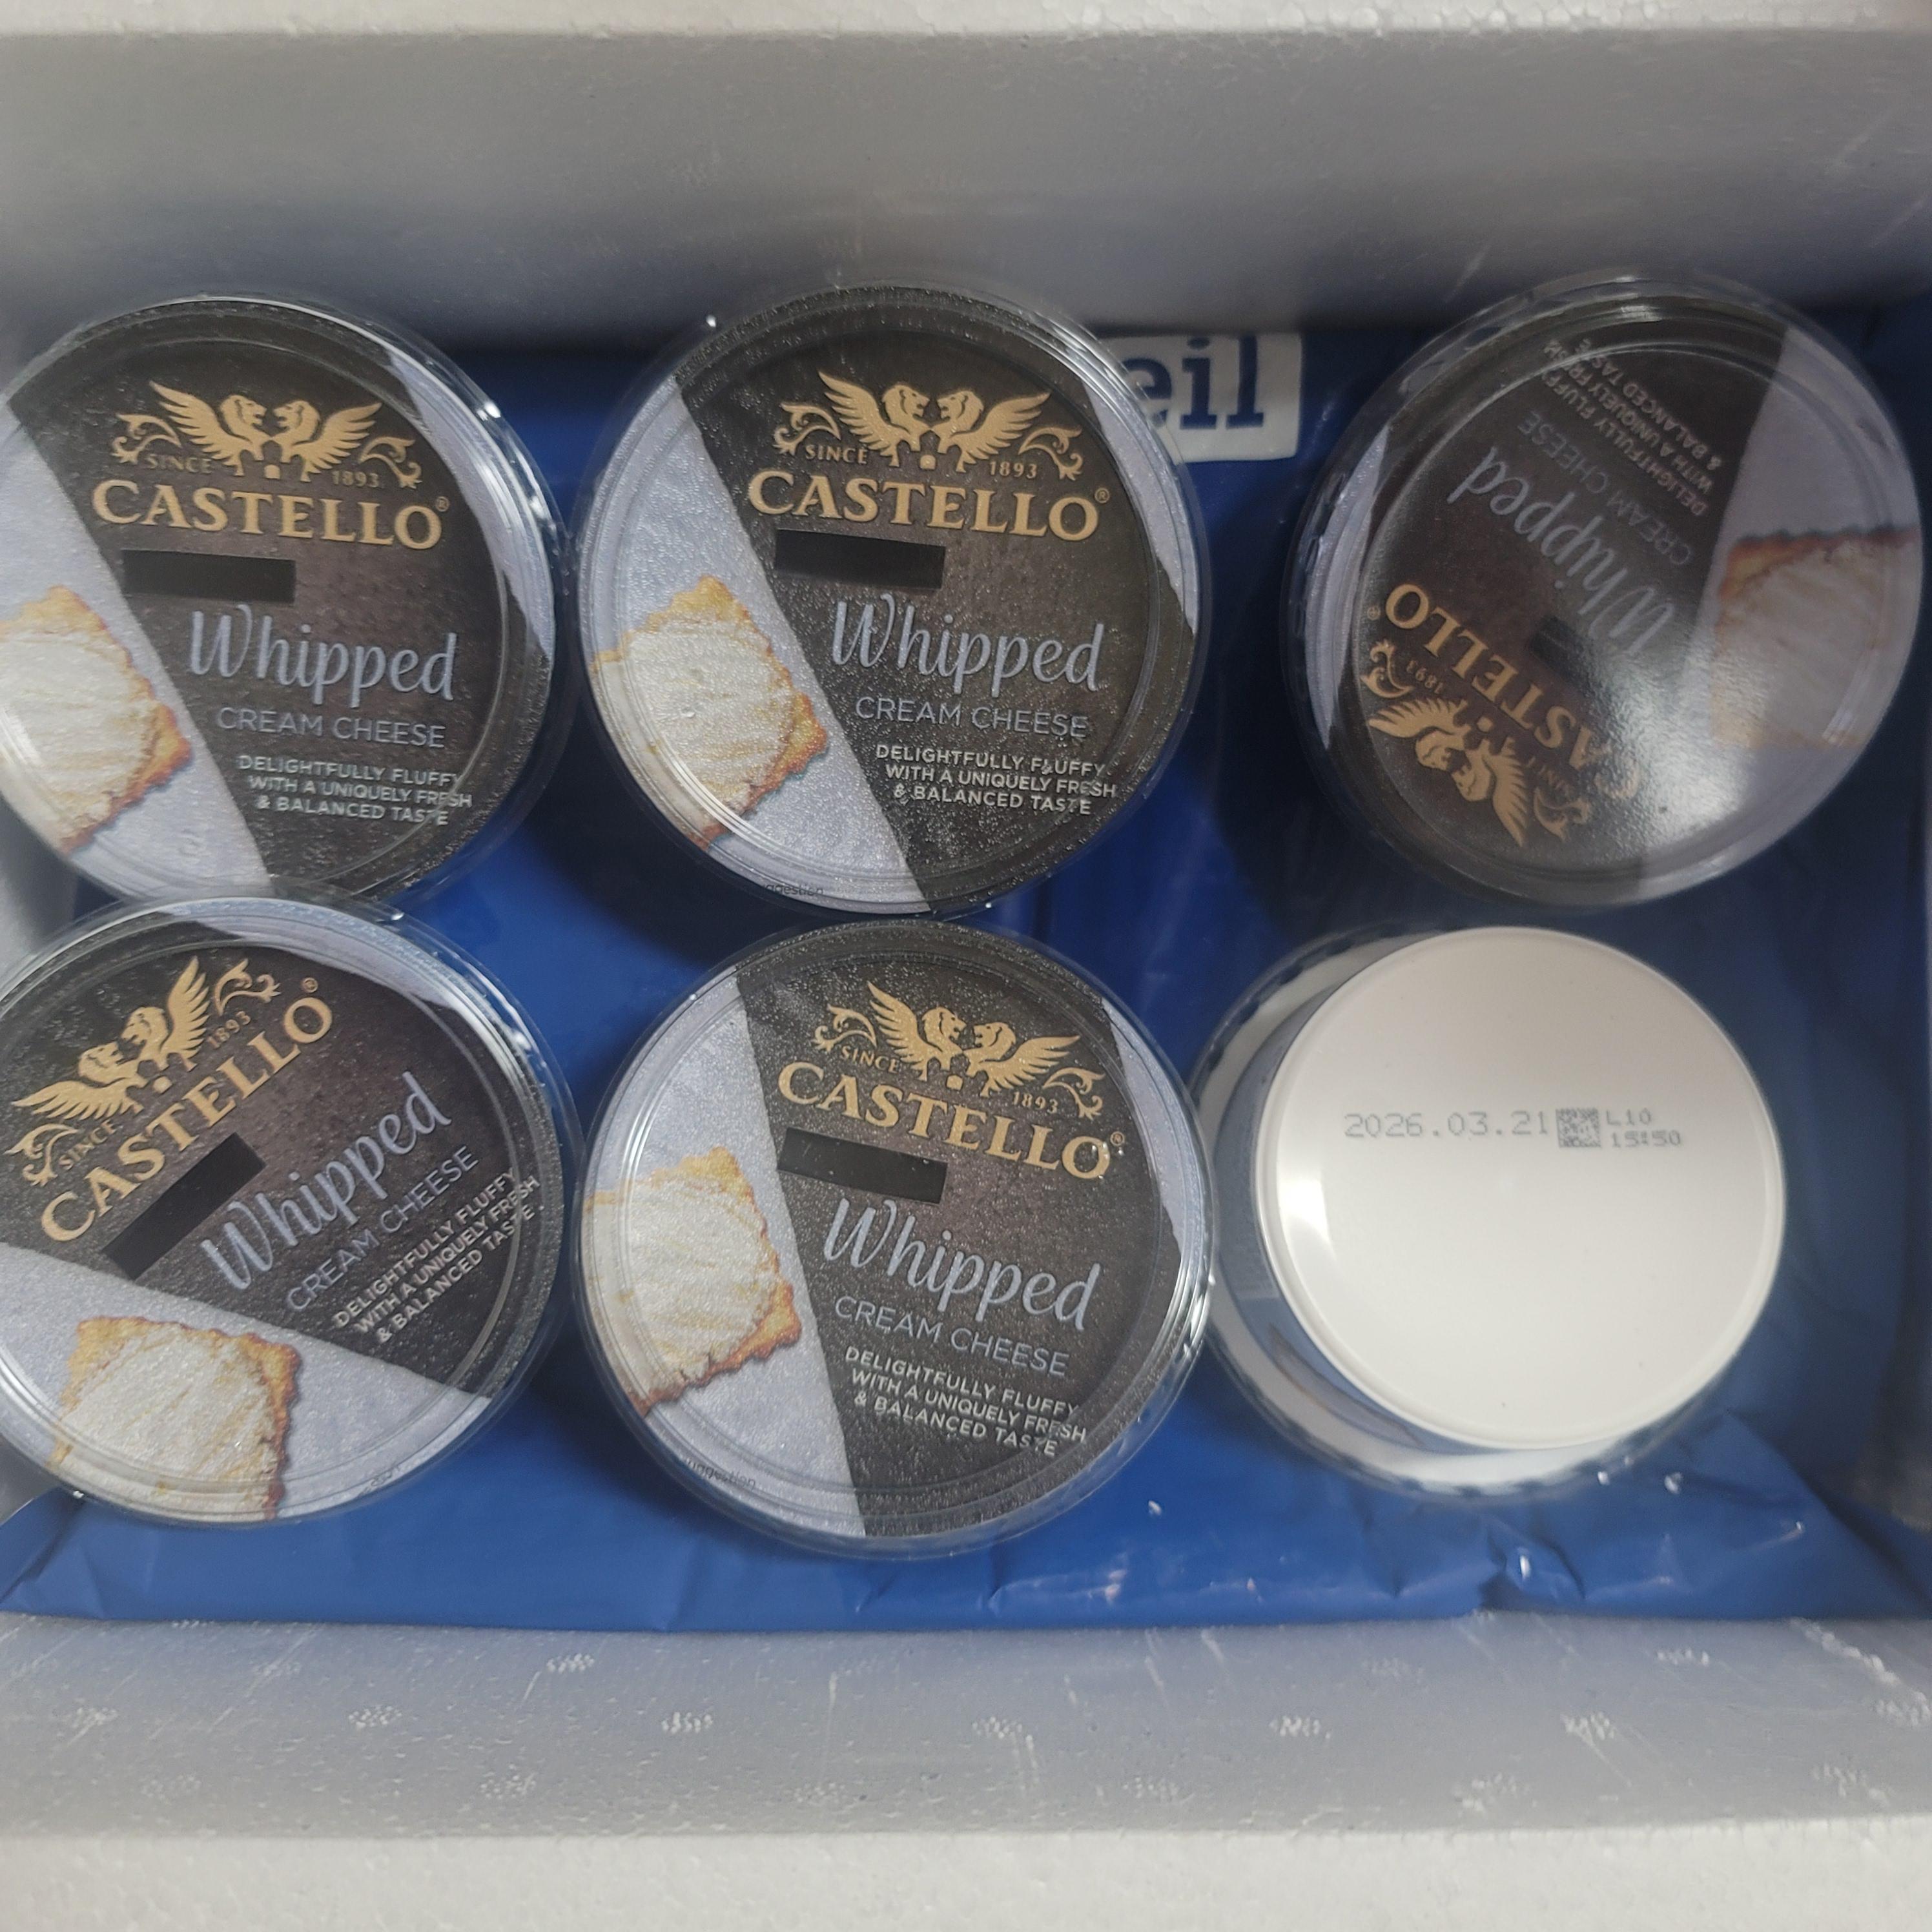 SINCE 1893
CASTELLO®
Whipped
CREAM CHEESE
DELIGHTFULLY FLUFFY
WITH A UNIQUELY FRESH
& BALANCED TASTE
SINCE 1893
CASTELLO®
Whipped
CREAM CHEESE
DELIGHTFULLY FLUFFY
WITH A UNIQUELY FRESH
& BALANCED TASTE
eil
CASTELLO®
1893
Whipped
CREAM CHEESE
DELIGHTFULLY FLUFFY
WITH A UNIQUELY FRESH
& BALANCED TASTE
SINCE 1893
CASTELLO®
Whipped
CREAM CHEESE
DELIGHTFULLY FLUFFY
WITH A UNIQUELY FRESH
& BALANCED TASTE
SINCE 1893
CASTELLO®
Whipped
CREAM CHEESE
DELIGHTFULLY FLUFFY
WITH A UNIQUELY FRESH
& BALANCED TASTE
2026.03.21 L10
15:50